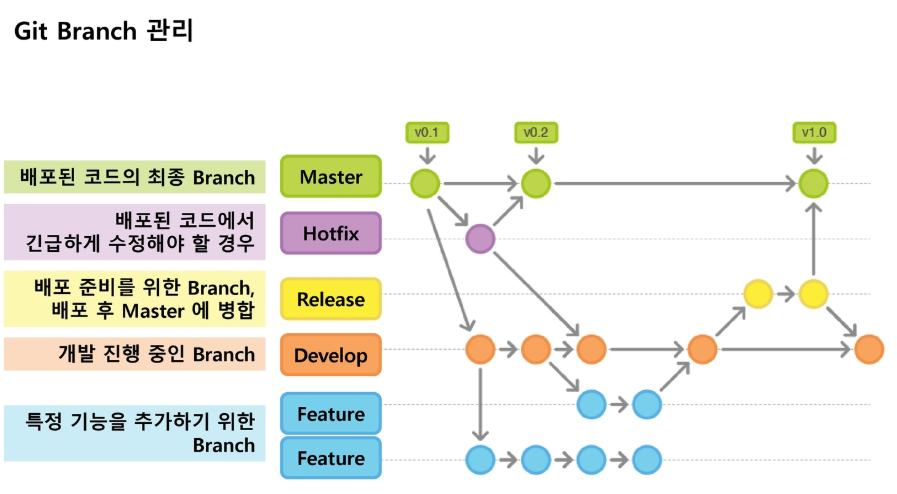 Git Branch 관리
v0.1
v0.2
v1.0
배포된 코드의 최종 Branch
Master
배포된 코드에서
긴급하게 수정해야 할 경우
Hotfix
배포 준비를 위한 Branch,
배포 후 Master 에 병합
Release
개발 진행 중인 Branch
Develop
특정 기능을 추가하기 위한
Branch
Feature
Feature